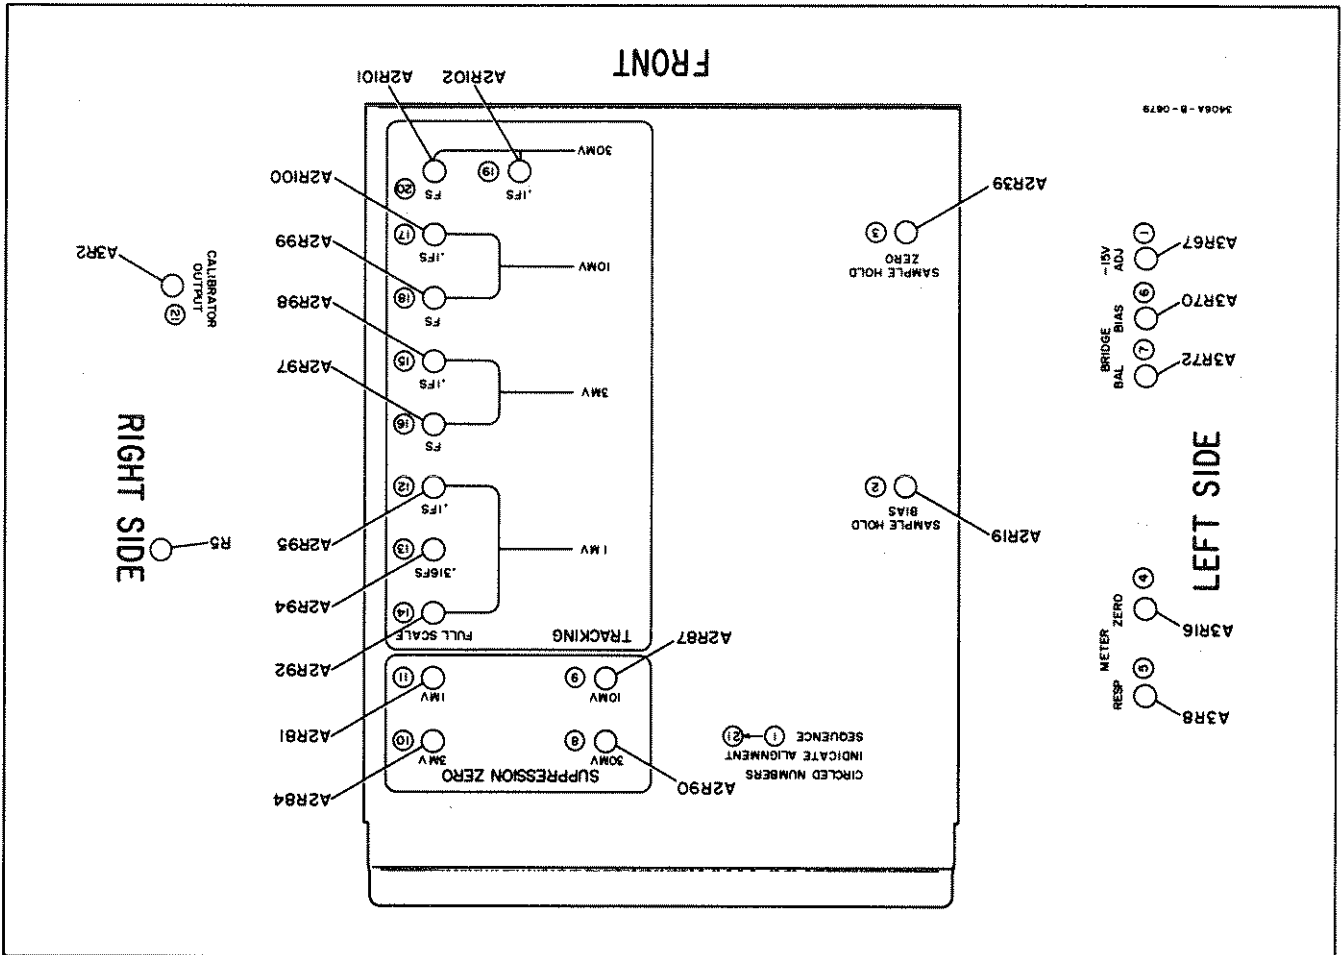 FRONT
3406A-B-0679
A2R101
A2R102
30MV
20
FS
19
.1FS
A2R100
17
.1FS
10MV
A2R99
18
FS
A2R98
15
.1FS
3MV
A2R97
16
FS
A2R95
12
.1FS
A2R94
13
.316FS
1MV
A2R92
14
FULL SCALE
TRACKING
A2R81
11
1MV
A2R87
9
10MV
A2R84
10
3MV
A2R90
8
30MV
SUPPRESSION ZERO
CIRCLED NUMBERS
INDICATE ALIGNMENT
SEQUENCE 1 → 21
A2R39
3
SAMPLE HOLD
ZERO
A2R19
2
SAMPLE HOLD
BIAS
RIGHT SIDE
A3R2
CALIBRATOR
OUTPUT
21
R5
LEFT SIDE
A3R67
-15V
ADJ
1
A3R70
BRIDGE
BIAS
6
A3R72
BAL
7
A3R16
METER
ZERO
4
A3R8
RESP
5